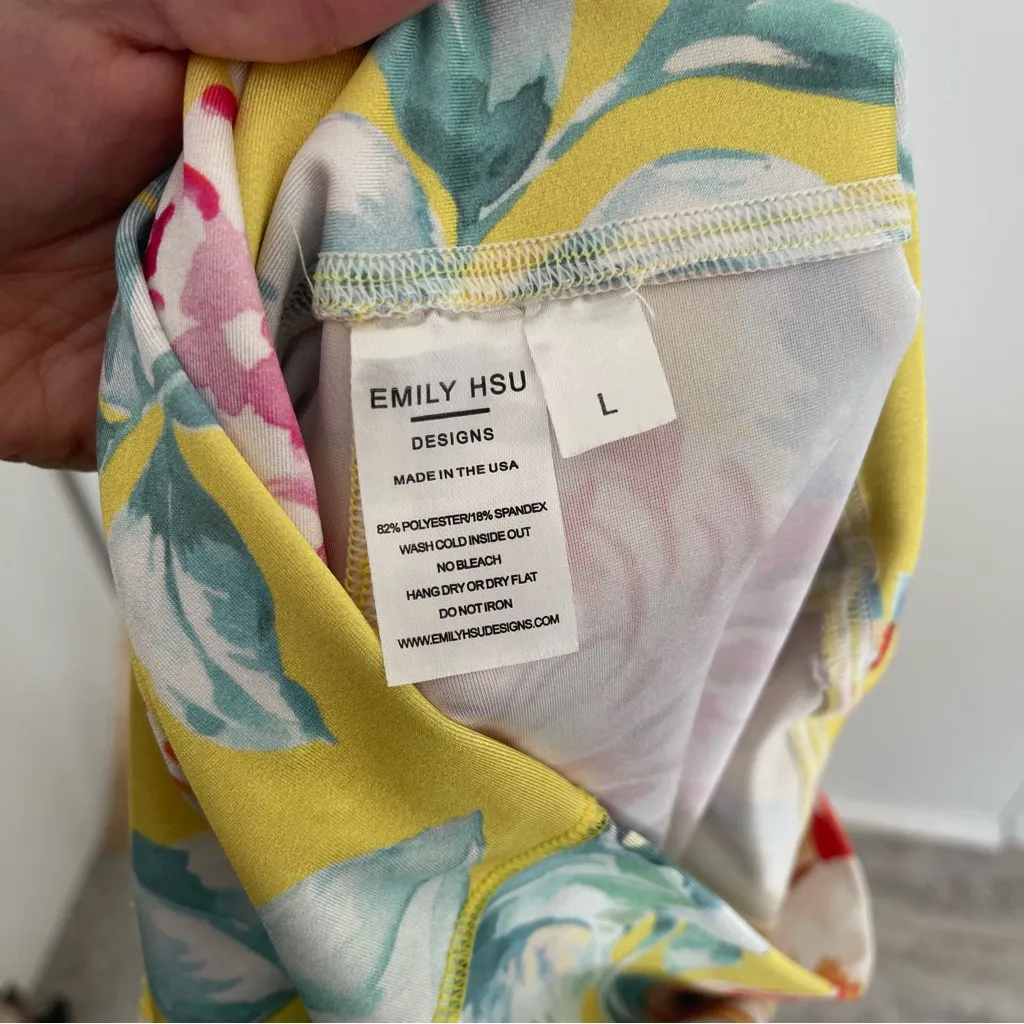 EMILY HSU
DESIGNS
MADE IN THE USA
82% POLYESTER/18% SPANDEX
WASH COLD INSIDE OUT
NO BLEACH
HANG DRY OR DRY FLAT
DO NOT IRON
WWW.EMILYHSUDESIGNS.COM
L